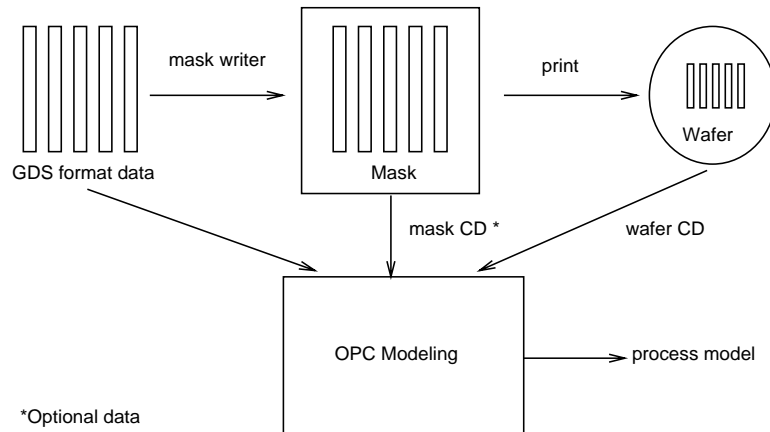 mask writer
print
Wafer
GDS format data
Mask
mask CD *
wafer CD
OPC Modeling
process model
*Optional data